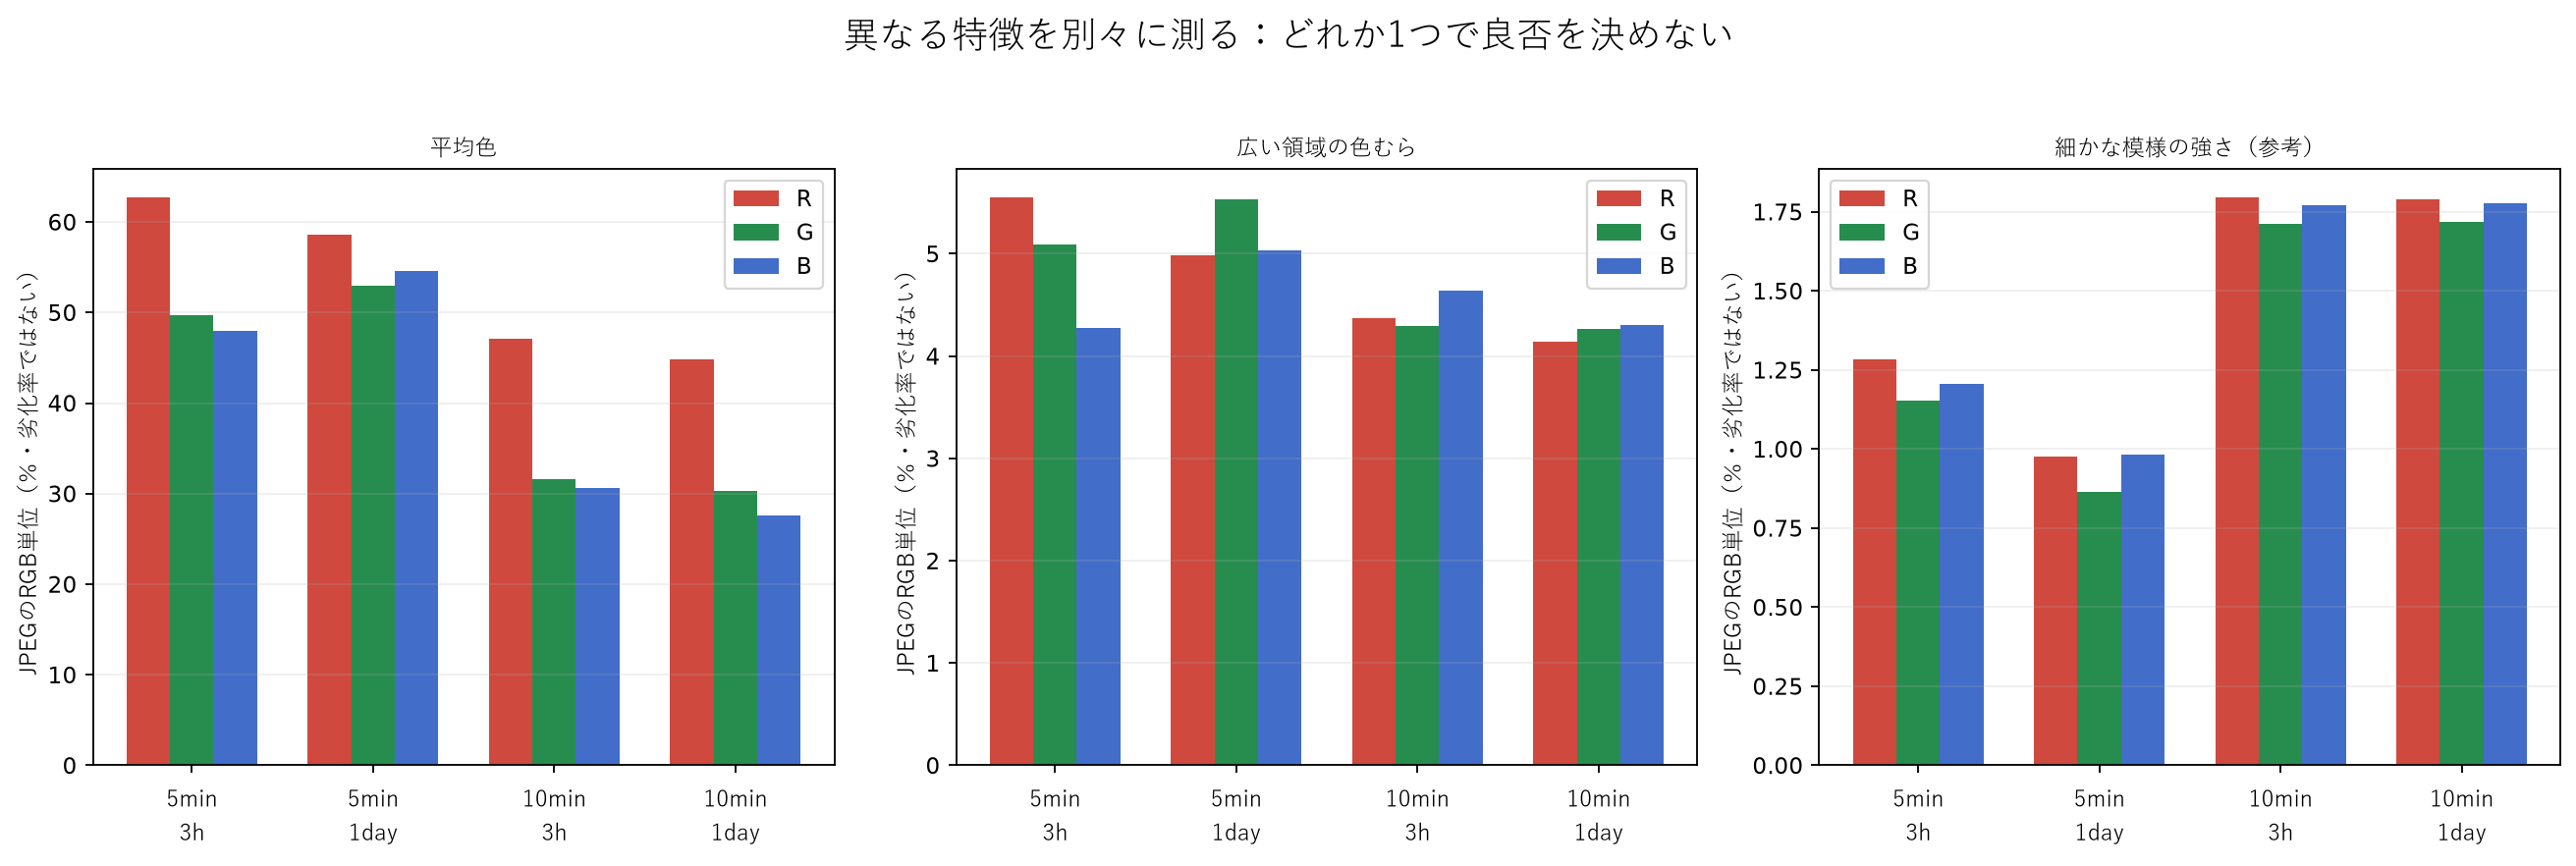 異なる特徴を別々に測る：どれか1つで良否を決めない
平均色
JPEGのRGB単位（%・劣化率ではない）
60
50
40
30
20
10
0
R
G
B
5min
3h
5min
1day
10min
3h
10min
1day
広い領域の色むら
JPEGのRGB単位（%・劣化率ではない）
5
4
3
2
1
0
R
G
B
5min
3h
5min
1day
10min
3h
10min
1day
細かな模様の強さ（参考）
JPEGのRGB単位（%・劣化率ではない）
1.75
1.50
1.25
1.00
0.75
0.50
0.25
0.00
R
G
B
5min
3h
5min
1day
10min
3h
10min
1day